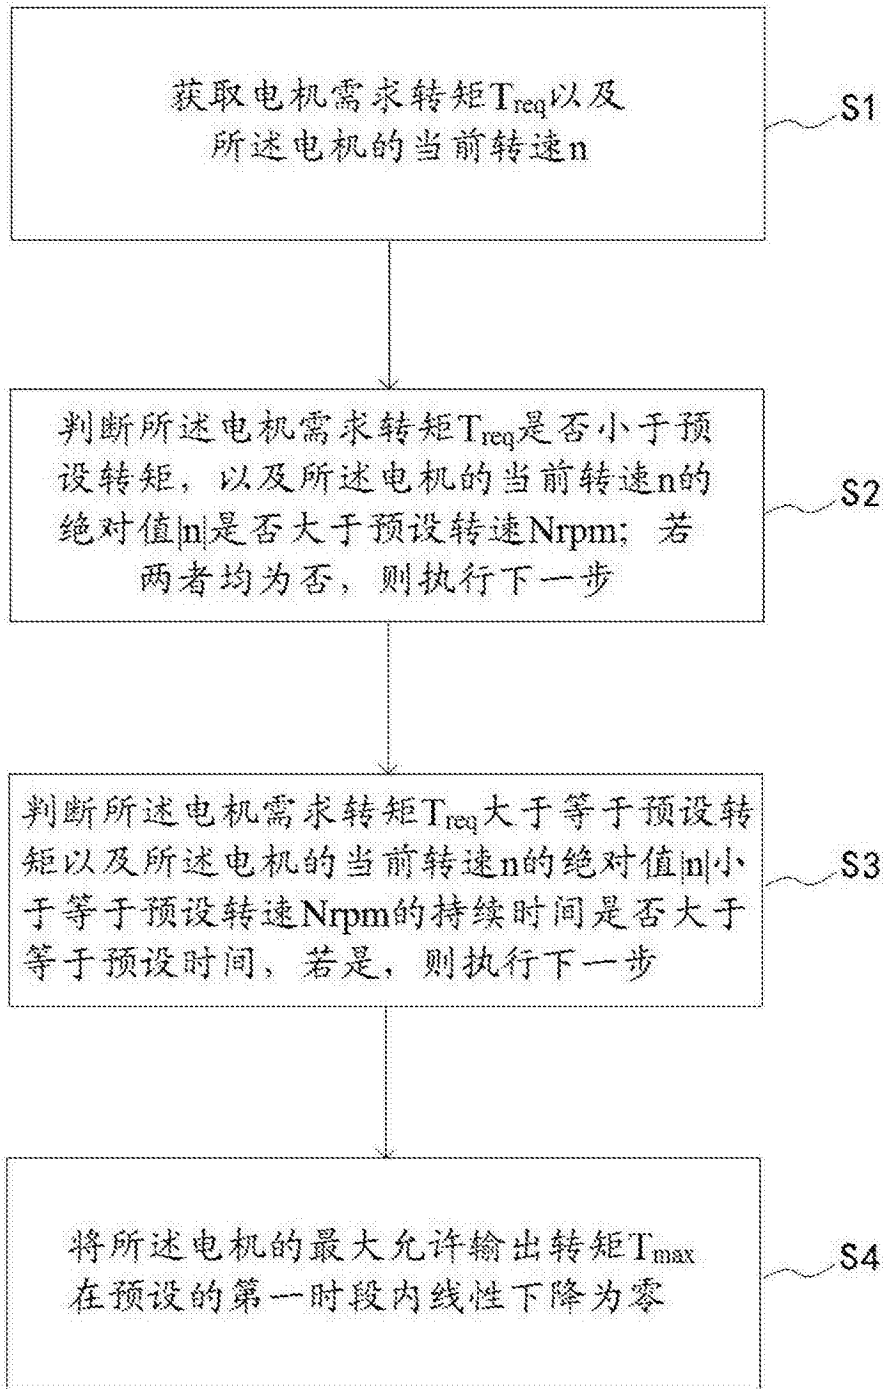 获取电机需求转矩Treq以及
所述电机的当前转速n
S1
判断所述电机需求转矩Treq是否小于预
设转矩，以及所述电机的当前转速n的
绝对值|n|是否大于预设转速Nrpm；若
两者均为否，则执行下一步
S2
判断所述电机需求转矩Treq大于等于预设转
矩以及所述电机的当前转速n的绝对值|n|小
于等于预设转速Nrpm的持续时间是否大于
等于预设时间，若是，则执行下一步
S3
将所述电机的最大允许输出转矩Tmax
在预设的第一时段内线性下降为零
S4